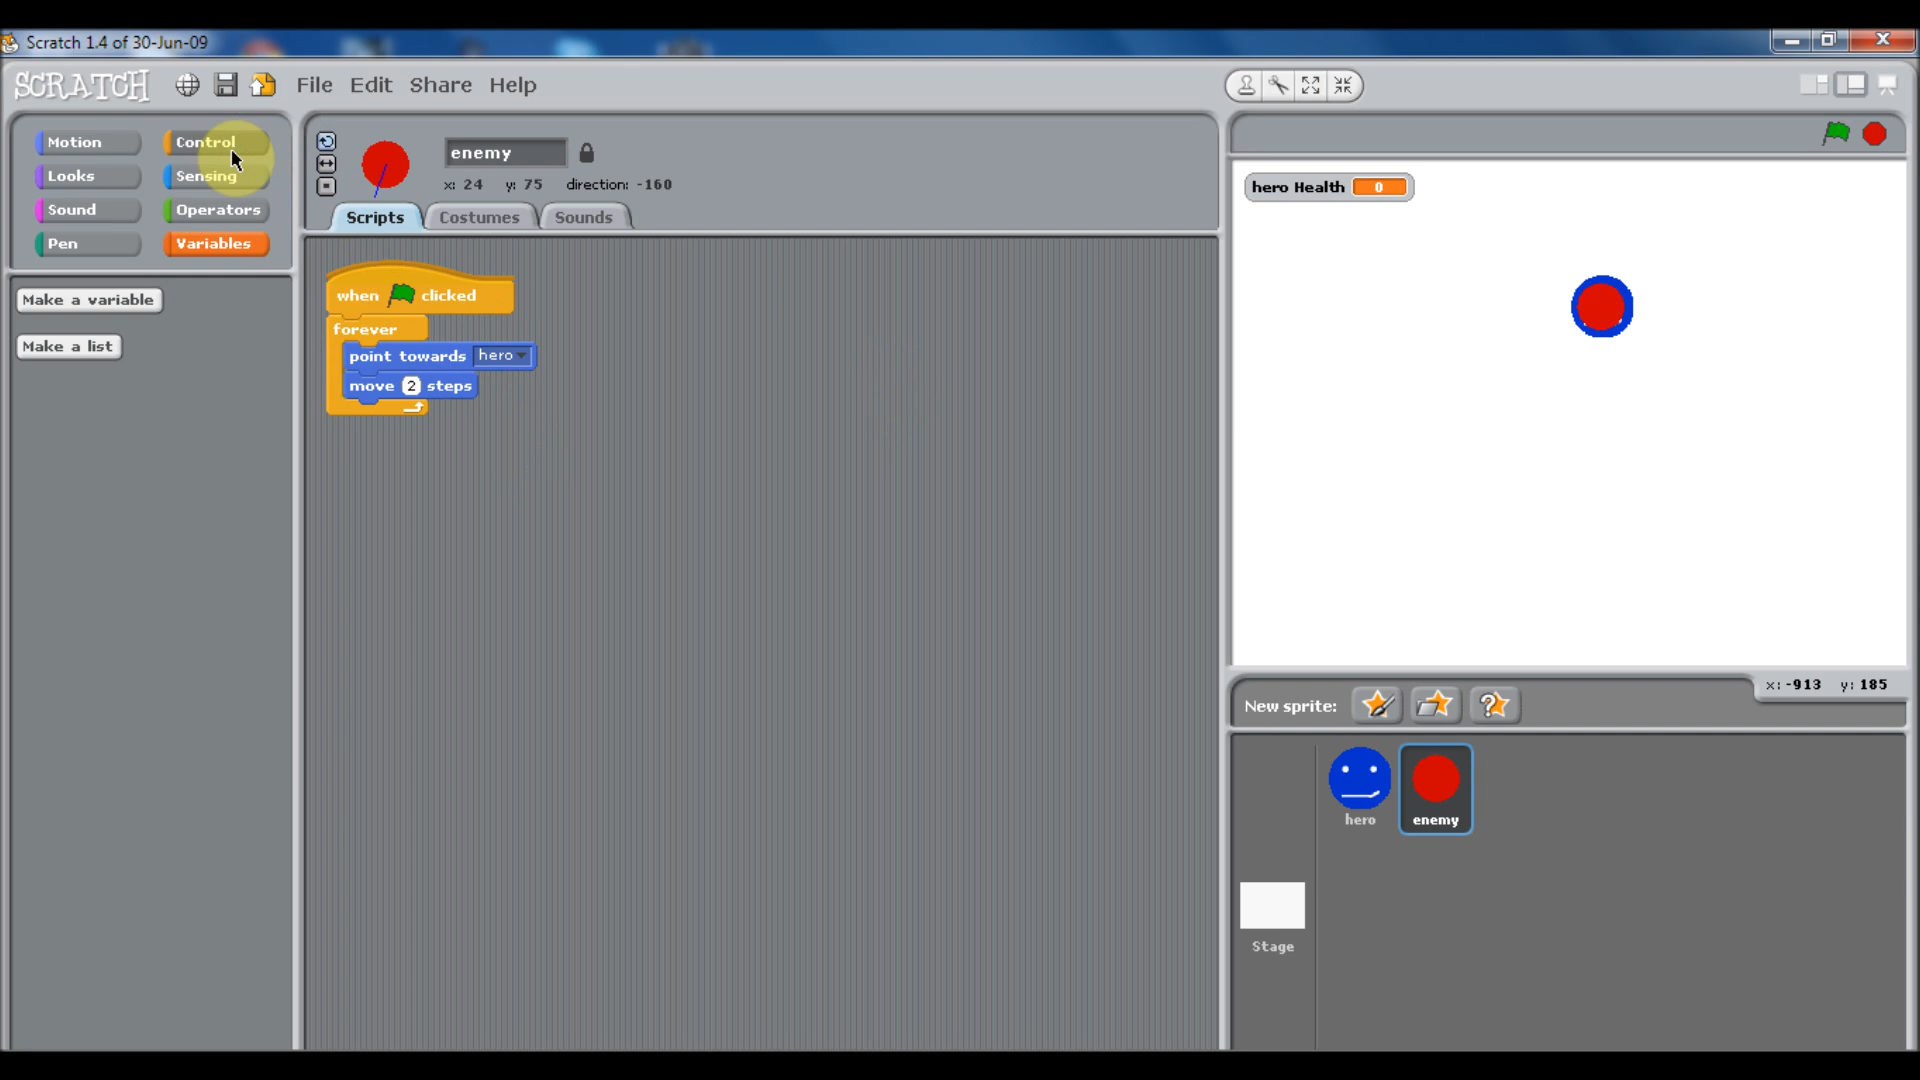 Scratch 1.4 of 30-Jun-09
SCRATCH
File Edit Share Help
Motion Control
Looks Sensing
Sound Operators
Pen Variables
Make a variable
Make a list
enemy
x: 24 y: 75 direction: -160
Scripts Costumes Sounds
when clicked
forever
point towards hero
move 2 steps
hero Health 0
x: -913 y: 185
New sprite:
hero enemy
Stage